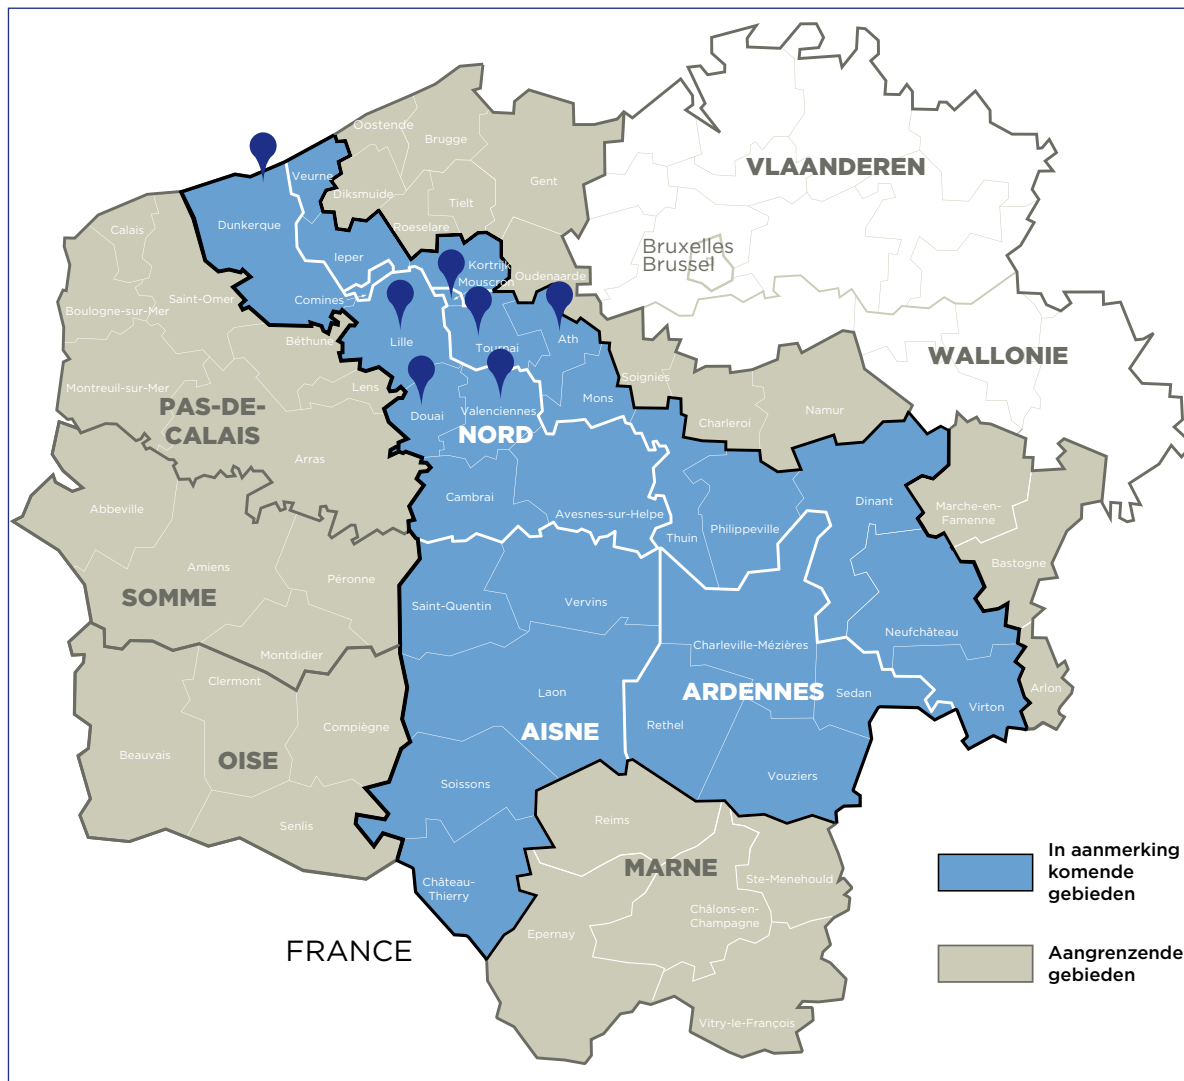 Oostende
Brugge
VLAANDEREN
Veurne
Gent
Diksmuide
Tielt
Calais
Dunkerque
Roeselare
Bruxelles
Brussel
Ieper
Kortrijk
Mouscron
Oudenaarde
Saint-Omer
Comines
Boulogne-sur-Mer
Béthune
Lille
Tournai
Ath
WALLONIE
Soignies
Montreuil-sur-Mer
Lens
Mons
PAS-DE-
CALAIS
Douai
Valenciennes
NORD
Charleroi
Namur
Arras
Abbeville
Cambrai
Avesnes-sur-Helpe
Dinant
Marche-en-
Famenne
Thuin
Philippeville
Bastogne
Amiens
Péronne
SOMME
Saint-Quentin
Vervins
Neufchâteau
Montdidier
Charleville-Mézières
Clermont
Laon
ARDENNES
Sedan
Arlon
Virton
Compiègne
Rethel
AISNE
Beauvais
OISE
Soissons
Vouziers
Senlis
Reims
MARNE
Château-
Thierry
Ste-Menehould
Châlons-en-
Champagne
Epernay
FRANCE
Vitry-le-François
In aanmerking
komende
gebieden
Aangrenzende
gebieden